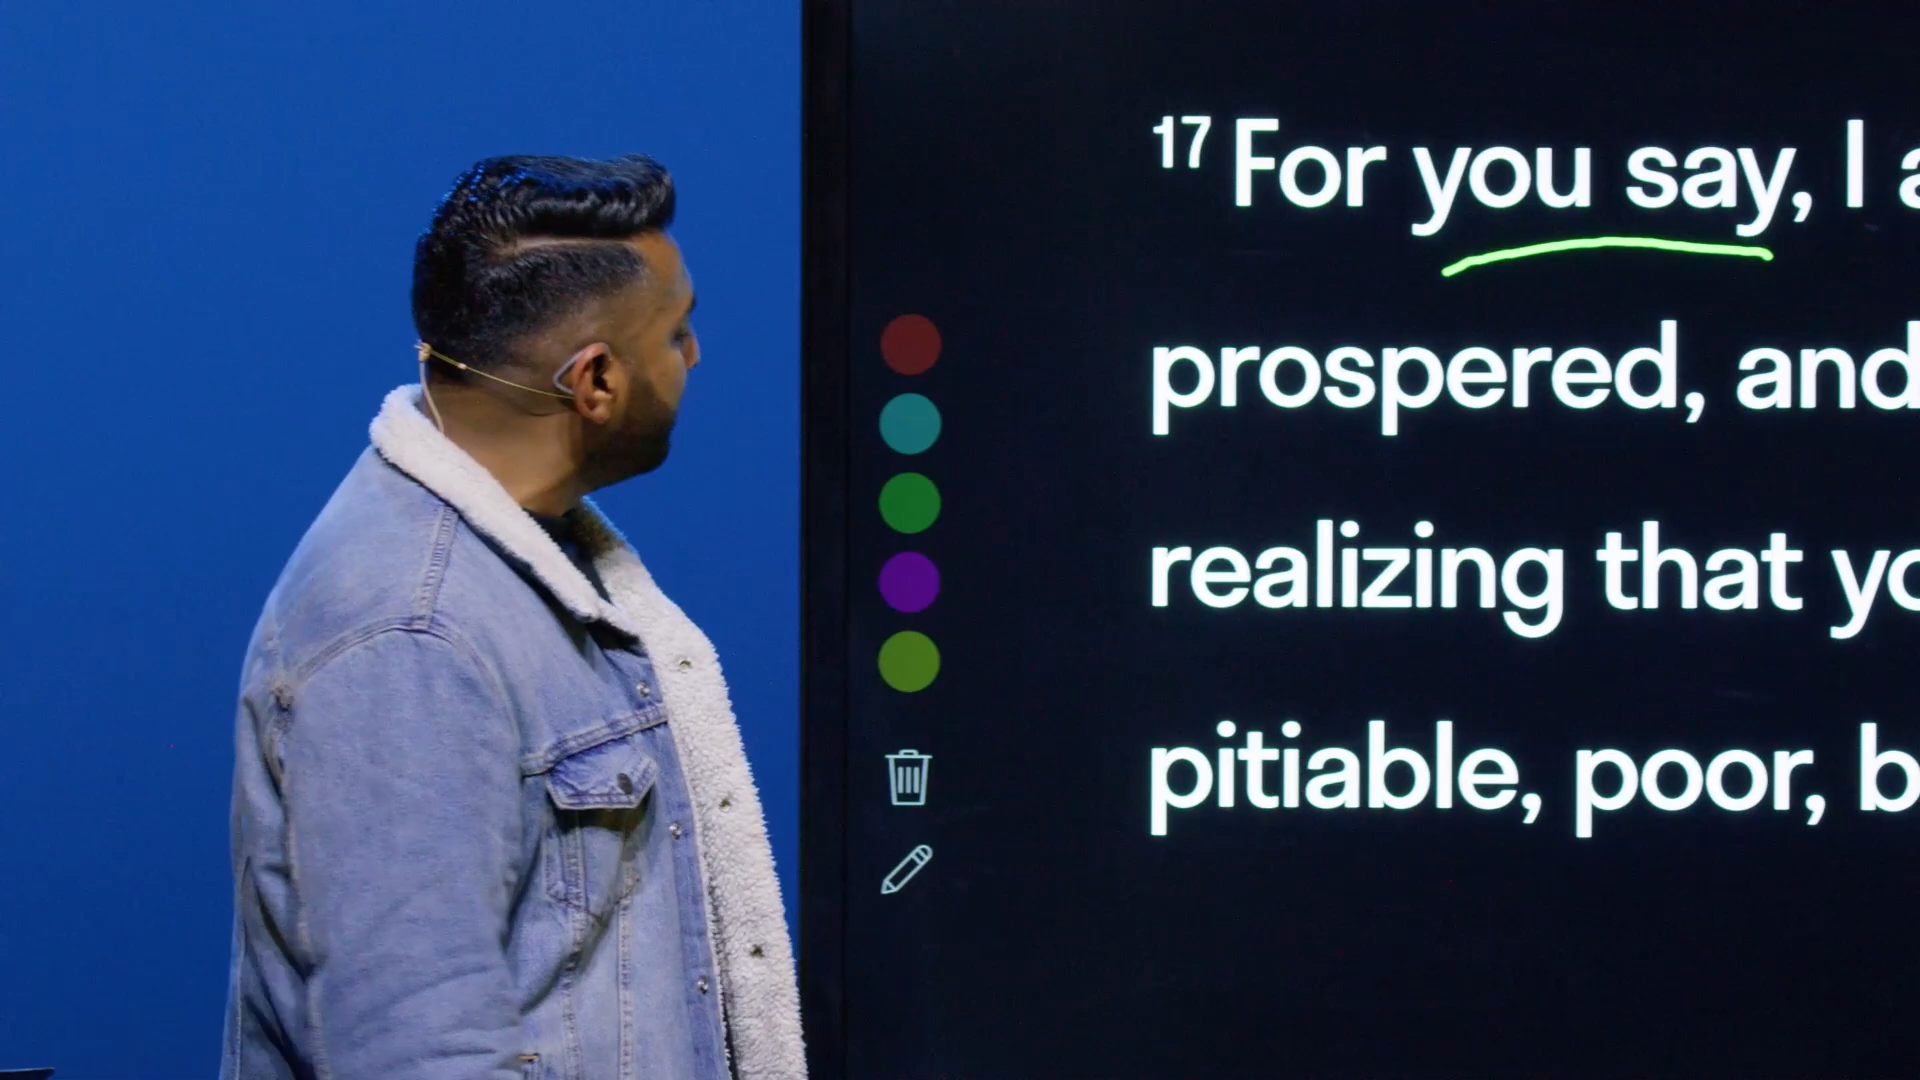 17 For you say, I
prospered, and
realizing that
pitiable, poor,